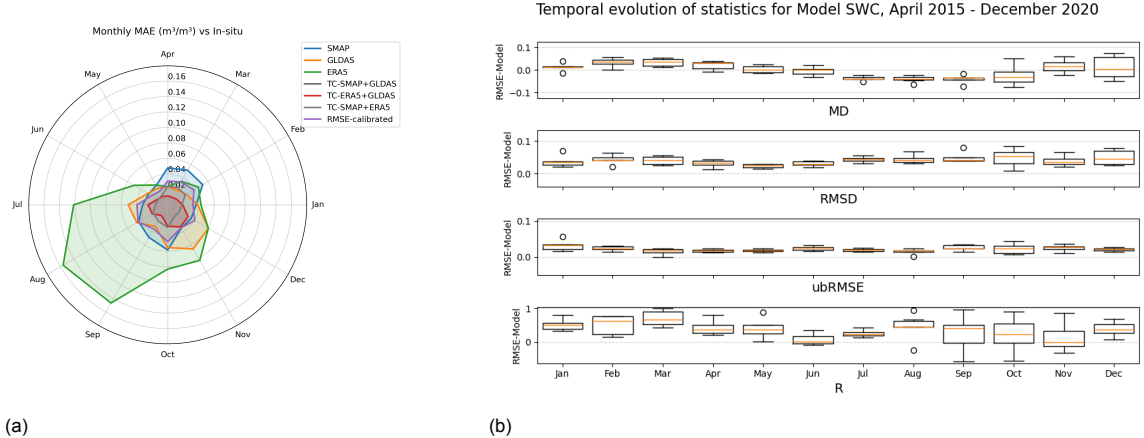 Monthly MAE (m³/m³) vs In-situ
Apr
May
Mar
Jun
Feb
Jul
Jan
Aug
Dec
Sep
Nov
Oct
0.16
0.14
0.12
0.10
0.08
0.06
0.04
0.02
SMAP
GLDAS
ERA5
TC-SMAP+GLDAS
TC-ERA5+GLDAS
TC-SMAP+ERA5
RMSE-calibrated
(a)
Temporal evolution of statistics for Model SWC, April 2015 - December 2020
RMSE-Model
0.1
0.0
−0.1
MD
RMSE-Model
0.1
0.0
RMSD
RMSE-Model
0.1
0.0
ubRMSE
RMSE-Model
1
0
Jan Feb Mar Apr May Jun Jul Aug Sep Oct Nov Dec
R
(b)